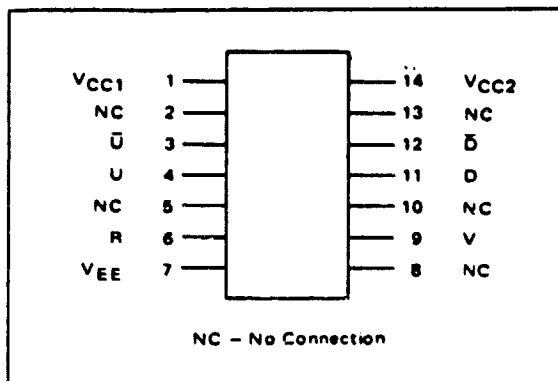 VCC1 1 14 VCC2
NC 2 13 NC
U̅ 3 12 D̅
U 4 11 D
NC 5 10 NC
R 6 9 V
VEE 7 8 NC
NC – No Connection